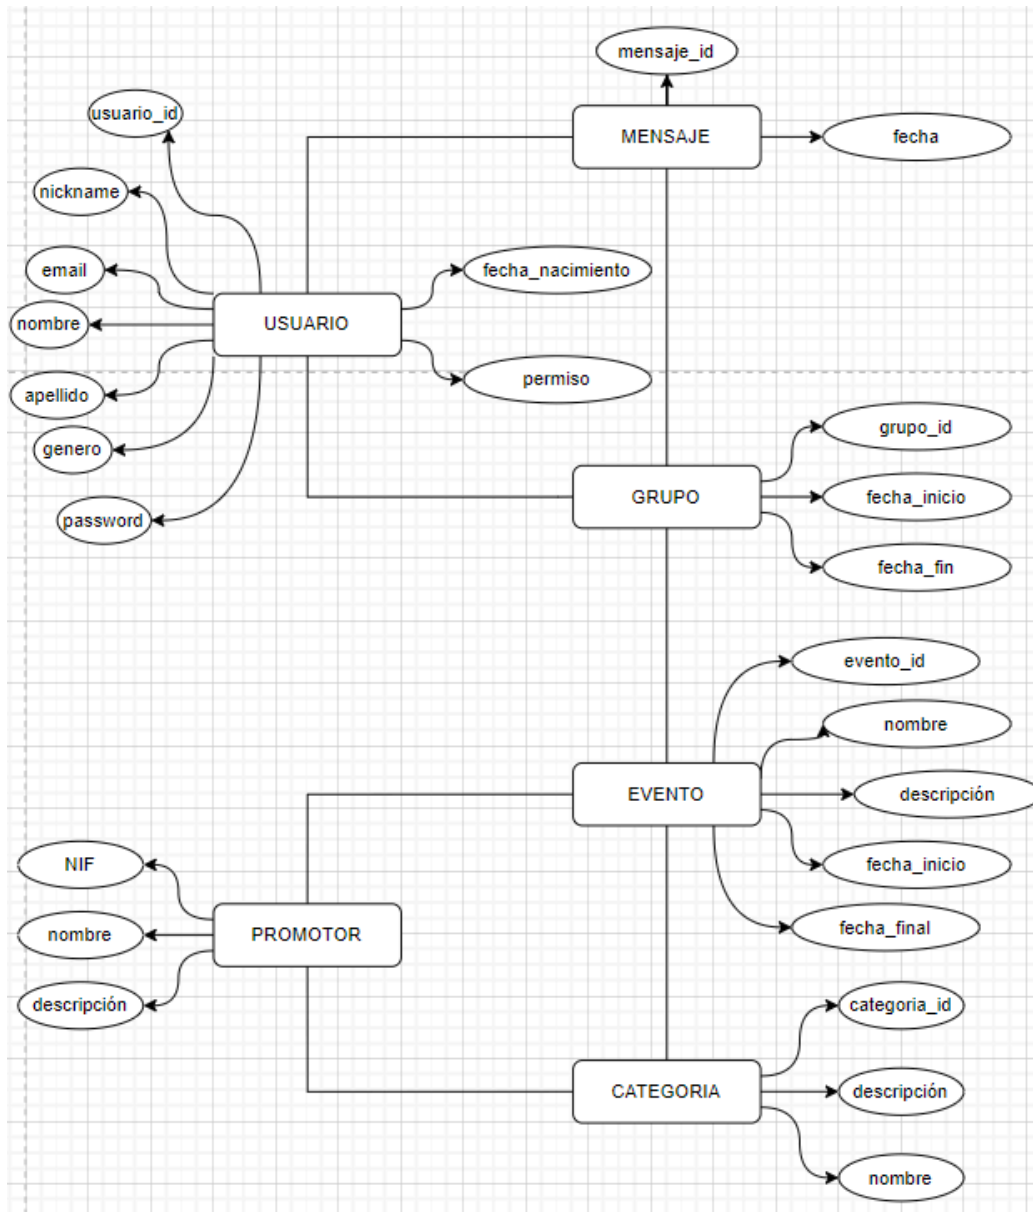 mensaje_id
MENSAJE
fecha
usuario_id
nickname
email
nombre
apellido
genero
password
USUARIO
fecha_nacimiento
permiso
GRUPO
grupo_id
fecha_inicio
fecha_fin
EVENTO
evento_id
nombre
descripción
fecha_inicio
fecha_final
NIF
nombre
descripción
PROMOTOR
CATEGORIA
categoria_id
descripción
nombre